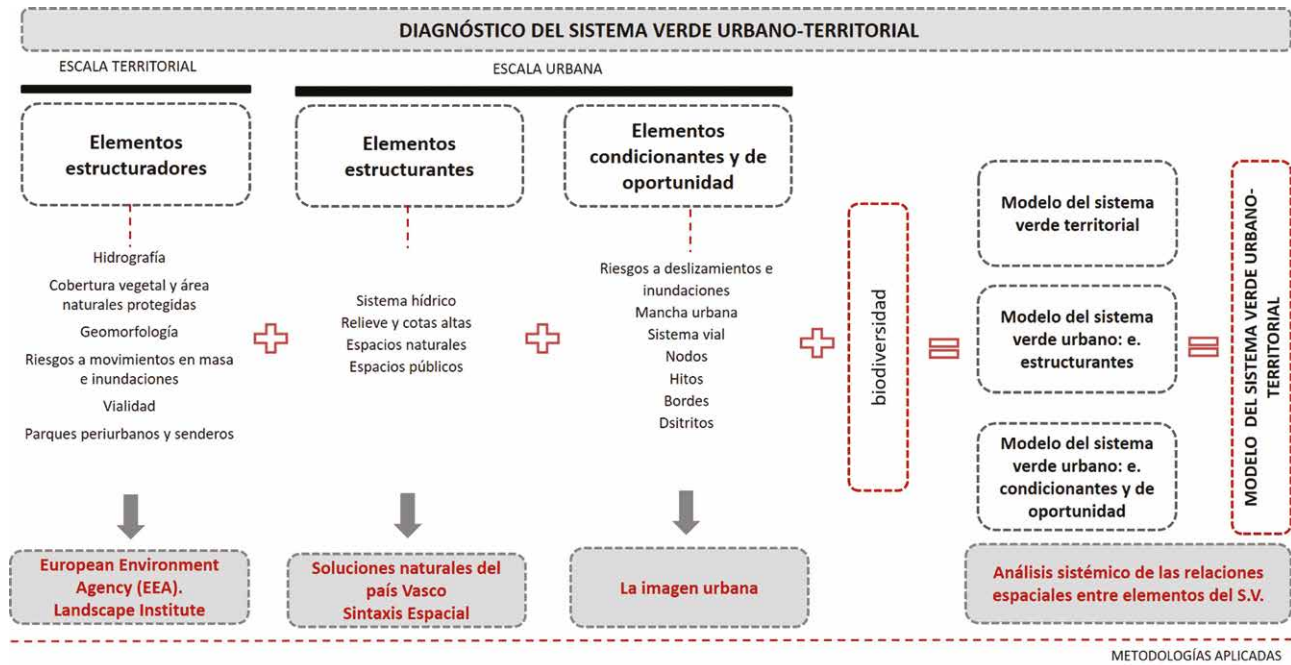 DIAGNÓSTICO DEL SISTEMA VERDE URBANO-TERRITORIAL
ESCALA TERRITORIAL
ESCALA URBANA
Elementos
estructuradores
Hidrografía
Cobertura vegetal y área
naturales protegidas
Geomorfología
Riesgos a movimientos en masa
e inundaciones
Vialidad
Parques periurbanos y senderos
European Environment
Agency (EEA).
Landscape Institute
Elementos
estructurantes
Sistema hídrico
Relieve y cotas altas
Espacios naturales
Espacios públicos
Soluciones naturales del
país Vasco
Sintaxis Espacial
Elementos
condicionantes y de
oportunidad
Riesgos a deslizamientos e
inundaciones
Mancha urbana
Sistema vial
Nodos
Hitos
Bordes
Dsitritos
La imagen urbana
biodiversidad
Modelo del sistema
verde territorial
Modelo del sistema
verde urbano: e.
estructurantes
Modelo del sistema
verde urbano: e.
condicionantes y de
oportunidad
Análisis sistémico de las relaciones
espaciales entre elementos del S.V.
MODELO DEL SISTEMA VERDE URBANO-
TERRITORIAL
METODOLOGÍAS APLICADAS